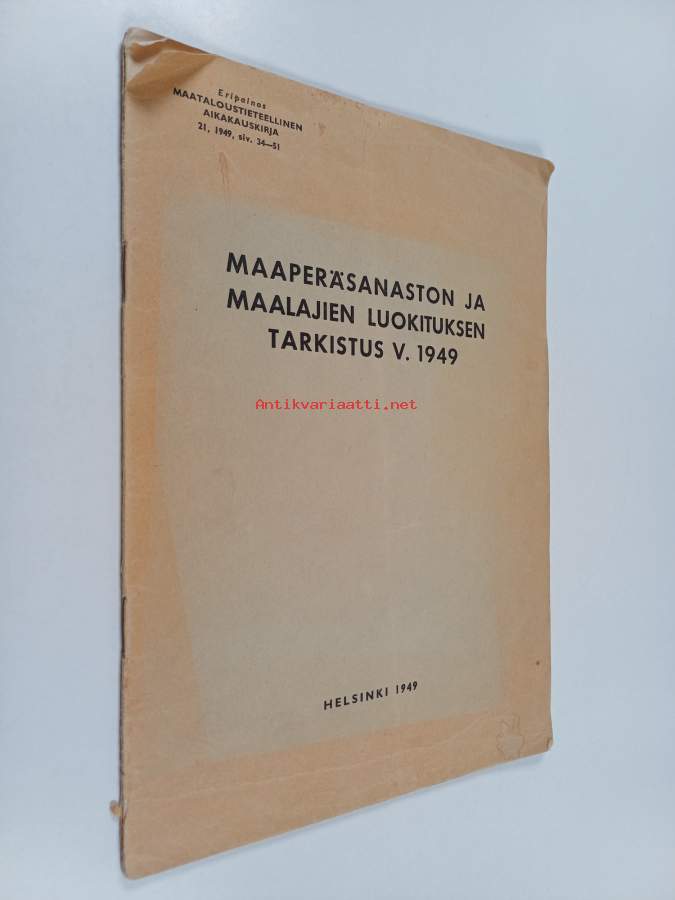 Eripainos
MAATALOUSTIETEELLINEN
AIKAKAUSKIRJA
21, 1949, siv. 34—51
MAAPERÄSANASTON JA
MAALAJIEN LUOKITUKSEN
TARKISTUS V. 1949
Antikvariaatti.net
HELSINKI 1949